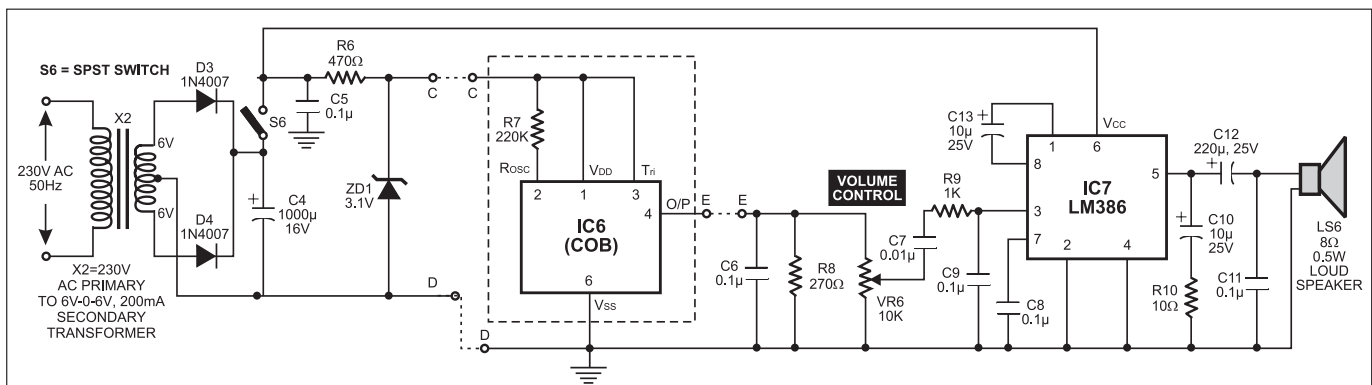 S6 = SPST SWITCH
230V AC
50Hz
X2
D3
1N4007
6V
6V
D4
1N4007
X2=230V
AC PRIMARY
TO 6V-0-6V, 200mA
SECONDARY
TRANSFORMER
S6
C4
1000µ
16V
R6
470Ω
C5
0.1µ
ZD1
3.1V
C
C
D
D
R7
220K
ROSC
VDD
Tri
2
1
3
4
O/P
IC6
(COB)
6
VSS
E
E
C6
0.1µ
R8
270Ω
VOLUME
CONTROL
VR6
10K
C7
0.01µ
R9
1K
C9
0.1µ
C8
0.1µ
C13
10µ
25V
+
VCC
1
6
8
3
7
2
4
5
IC7
LM386
C12
220µ, 25V
+
+
C10
10µ
25V
R10
10Ω
C11
0.1µ
LS6
8Ω
0.5W
LOUD
SPEAKER
+